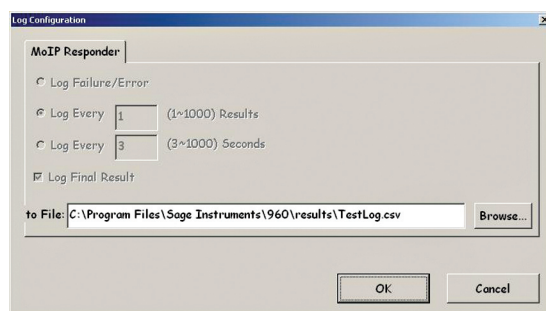 Log Configuration
MoIP Responder
Log Failure/Error
Log Every 1 (1~1000) Results
Log Every 3 (3~1000) Seconds
Log Final Result
to File: C:\Program Files\Sage Instruments\960\results\TestLog.csv Browse...
OK Cancel